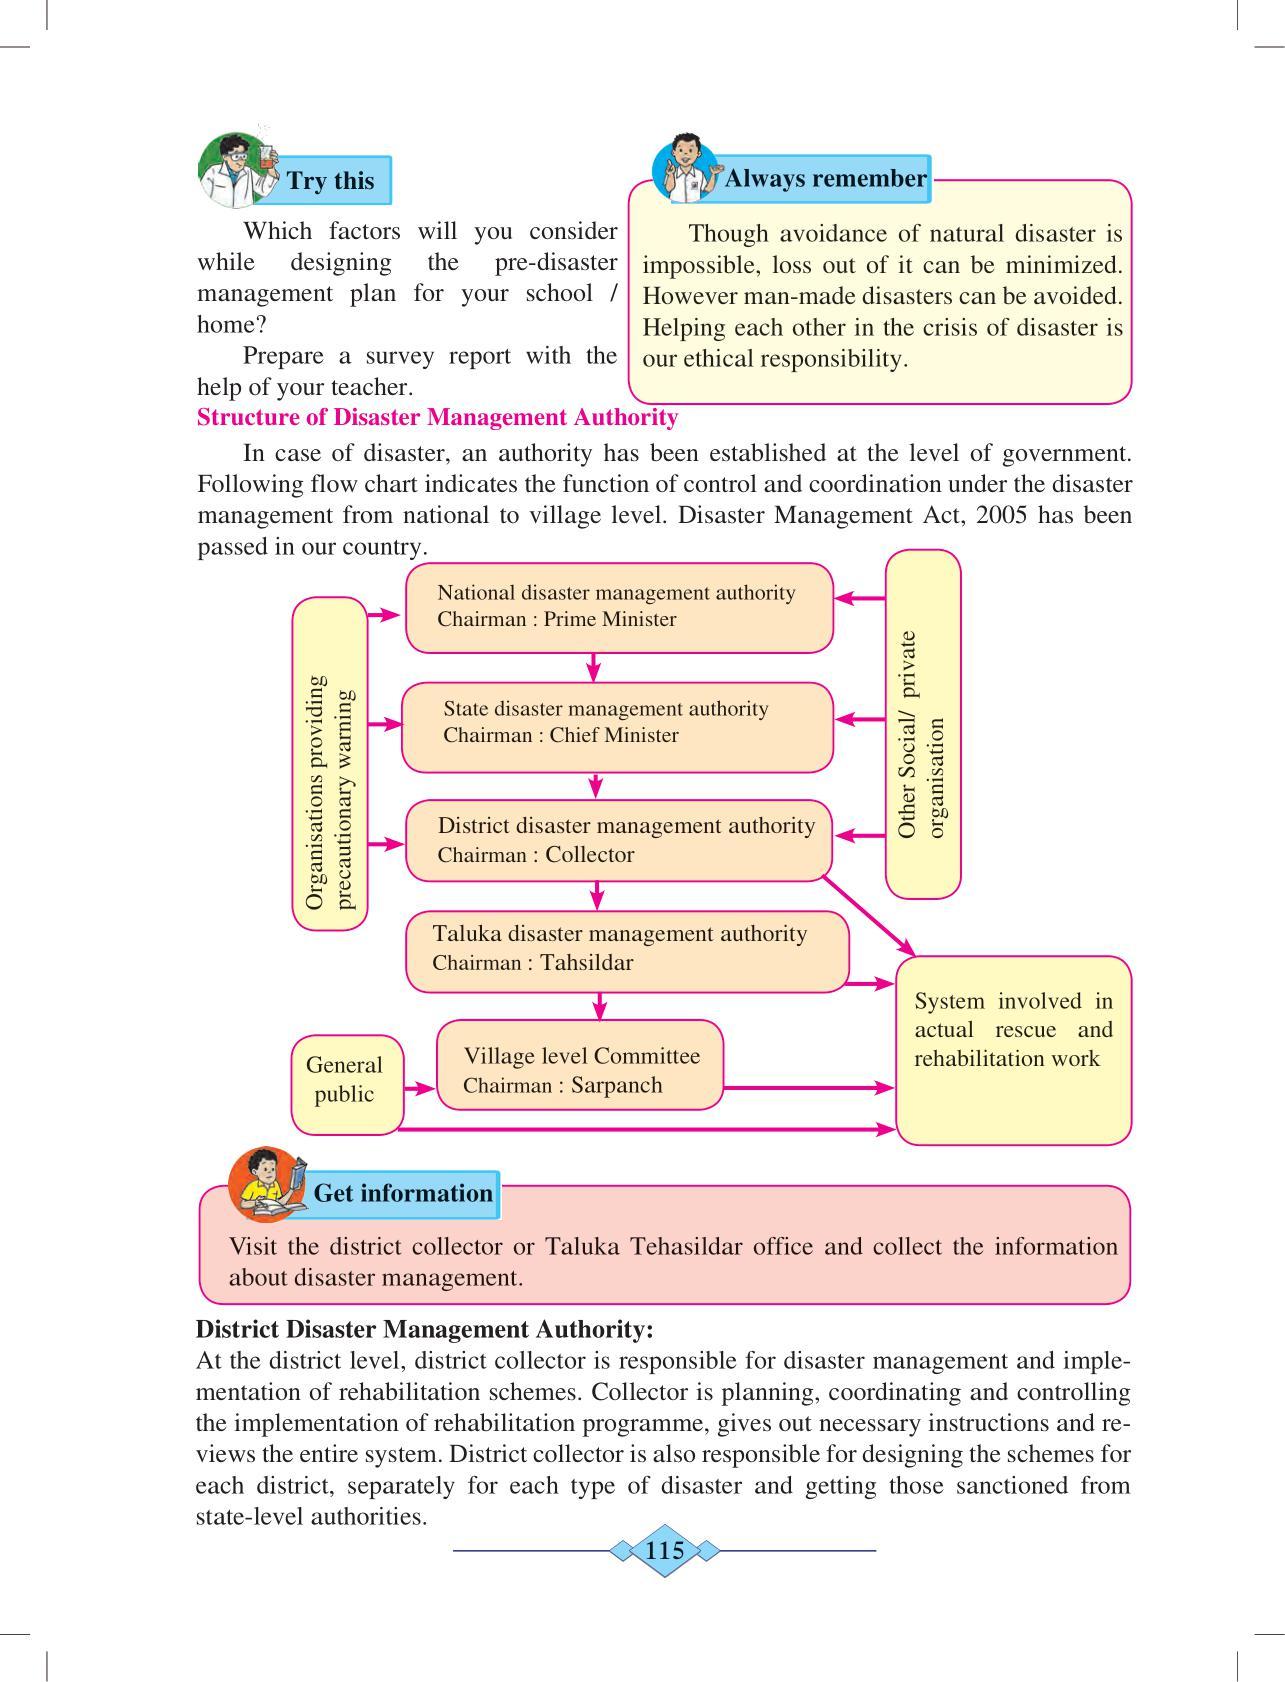 Try this
Which factors will you consider
while designing the pre-disaster
management plan for your school /
home?
Prepare a survey report with the
help of your teacher.
Always remember
Though avoidance of natural disaster is
impossible, loss out of it can be minimized.
However man-made disasters can be avoided.
Helping each other in the crisis of disaster is
our ethical responsibility.
Structure of Disaster Management Authority
In case of disaster, an authority has been established at the level of government.
Following flow chart indicates the function of control and coordination under the disaster
management from national to village level. Disaster Management Act, 2005 has been
passed in our country.
Organisations providing
precautionary warning
National disaster management authority
Chairman : Prime Minister
State disaster management authority
Chairman : Chief Minister
District disaster management authority
Chairman : Collector
Taluka disaster management authority
Chairman : Tahsildar
Village level Committee
Chairman : Sarpanch
Other Social/ private
organisation
General
public
System involved in
actual rescue and
rehabilitation work
Get information
Visit the district collector or Taluka Tehasildar office and collect the information
about disaster management.
District Disaster Management Authority:
At the district level, district collector is responsible for disaster management and imple-
mentation of rehabilitation schemes. Collector is planning, coordinating and controlling
the implementation of rehabilitation programme, gives out necessary instructions and re-
views the entire system. District collector is also responsible for designing the schemes for
each district, separately for each type of disaster and getting those sanctioned from
state-level authorities.
115